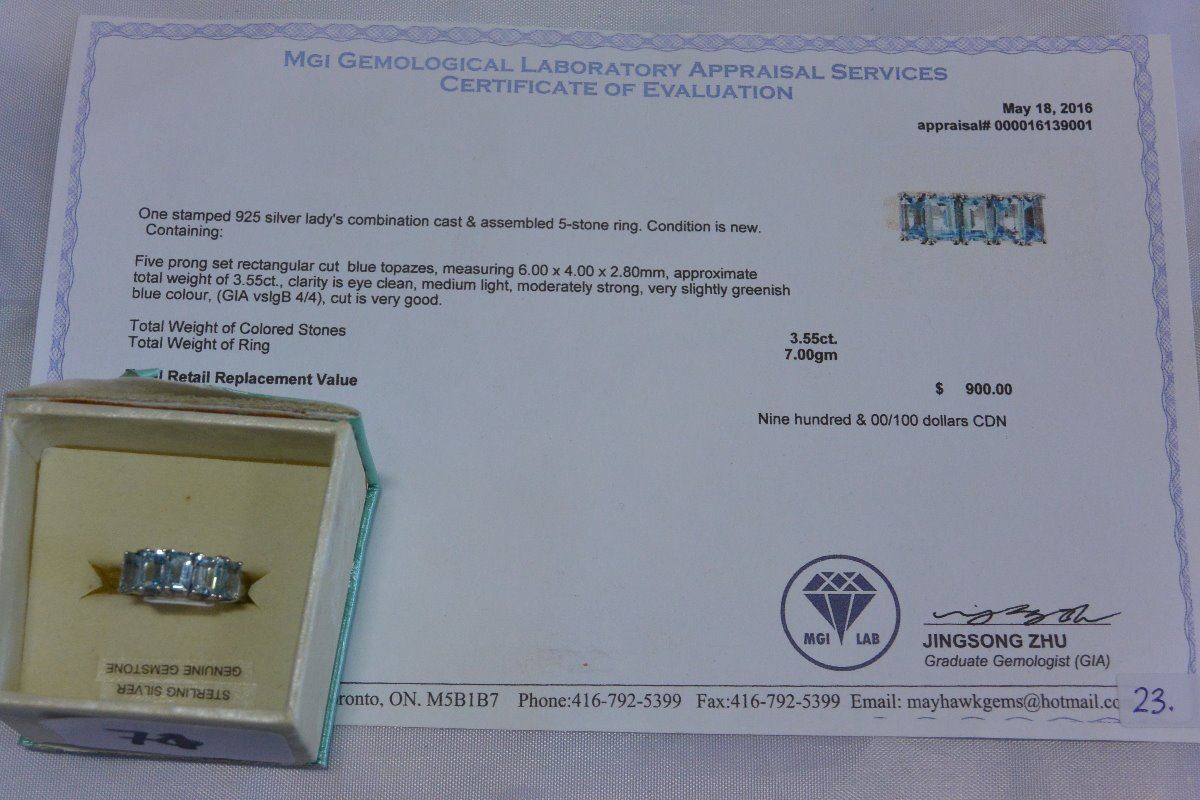 MGI GEMOLOGICAL LABORATORY APPRAISAL SERVICES
CERTIFICATE OF EVALUATION
May 18, 2016
appraisal# 000016139001
One stamped 925 silver lady's combination cast & assembled 5-stone ring. Condition is new.
Containing:
Five prong set rectangular cut blue topazes, measuring 6.00 x 4.00 x 2.80mm, approximate
total weight of 3.55ct., clarity is eye clean, medium light, moderately strong, very slightly greenish
blue colour, (GIA vslgB 4/4), cut is very good.
Total Weight of Colored Stones 3.55ct.
Total Weight of Ring 7.00gm
Retail Replacement Value $ 900.00
Nine hundred & 00/100 dollars CDN
MGI LAB
JINGSONG ZHU
Graduate Gemologist (GIA)
ronto, ON. M5B1B7 Phone:416-792-5399 Fax:416-792-5399 Email: mayhawkgems@hotmail.co
23.
GENUINE GEMSTONE
STERLING SILVER